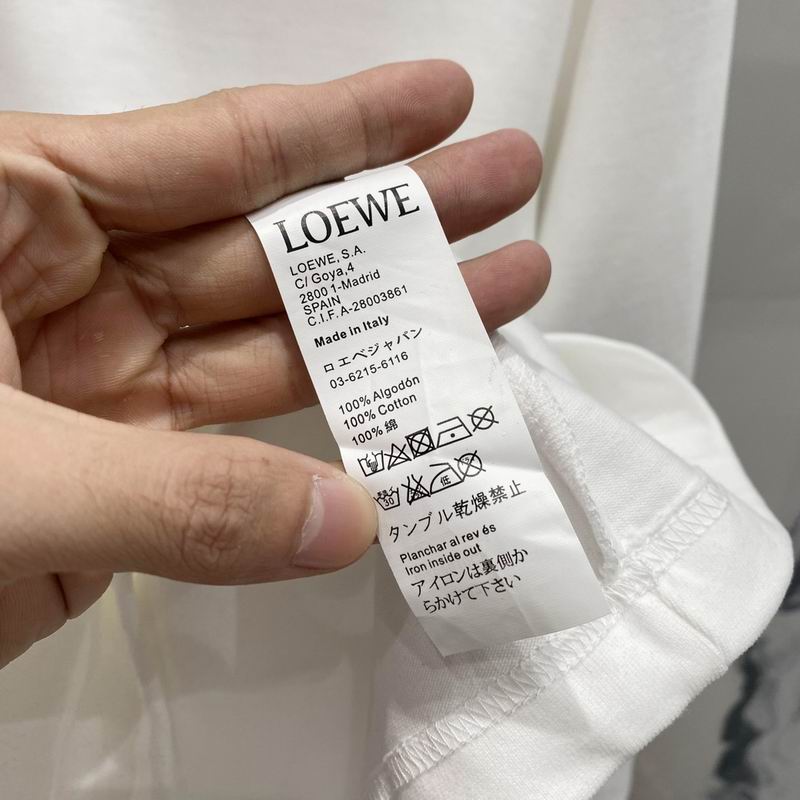 LOEWE
LOEWE, S.A.
C/ Goya,4
2800 1-Madrid
SPAIN
C.I.F. A-28003861
Made in Italy
ロエベジャパン
03-6215-6116
100% Algodón
100% Cotton
100% 綿
30 低
タンブル乾燥禁止
Planchar al rev és
Iron inside out
アイロンは裏側か
らかけて下さい